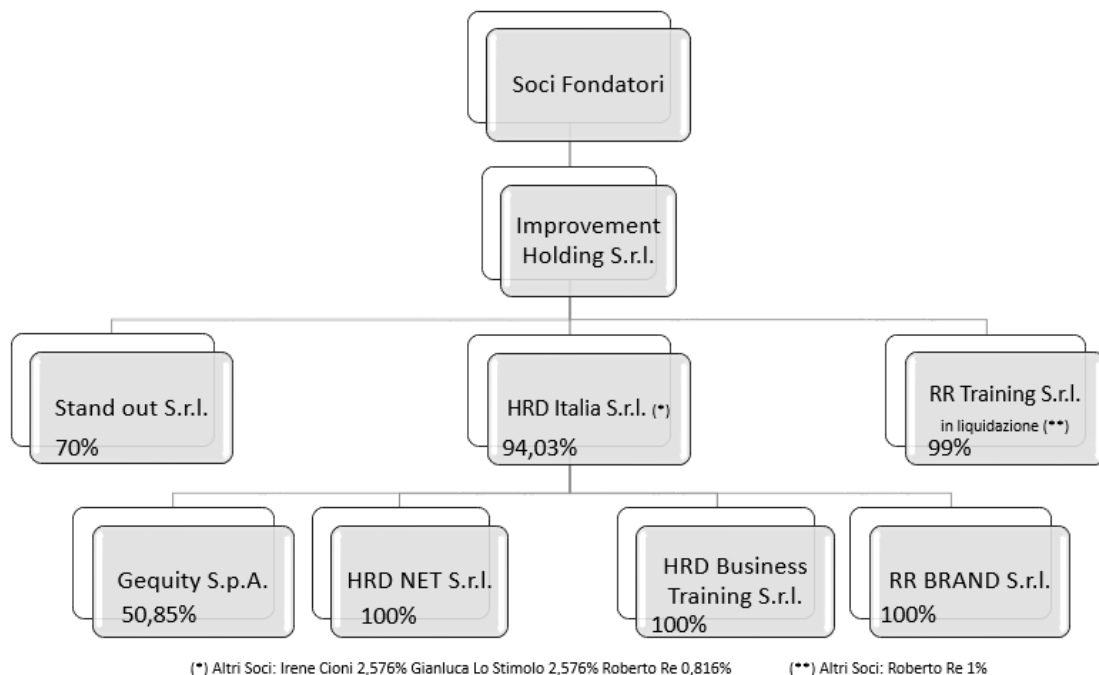 Soci Fondatori
Improvement
Holding S.r.l.
Stand out S.r.l.
70%
HRD Italia S.r.l. (*)
94,03%
RR Training S.r.l.
in liquidazione (**)
99%
Gequity S.p.A.
50,85%
HRD NET S.r.l.
100%
HRD Business
Training S.r.l.
100%
RR BRAND S.r.l.
100%
(*) Altri Soci: Irene Cioni 2,576% Gianluca Lo Stimolo 2,576% Roberto Re 0,816%
(**) Altri Soci: Roberto Re 1%